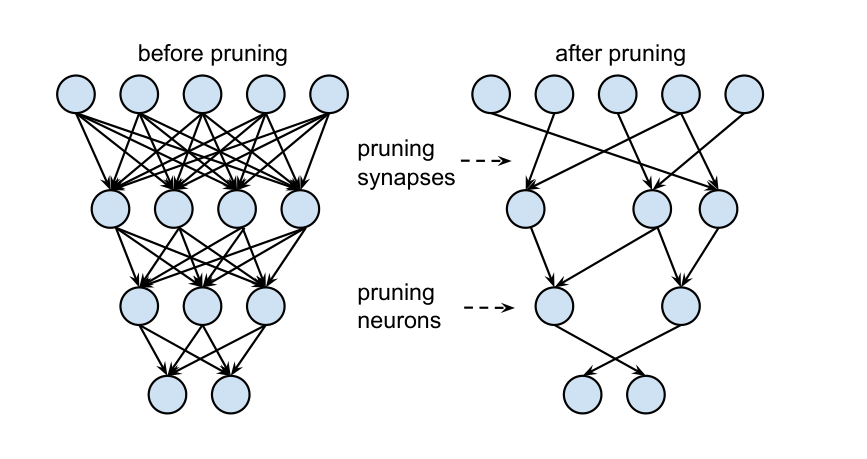 before pruning
after pruning
pruning
synapses
pruning
neurons